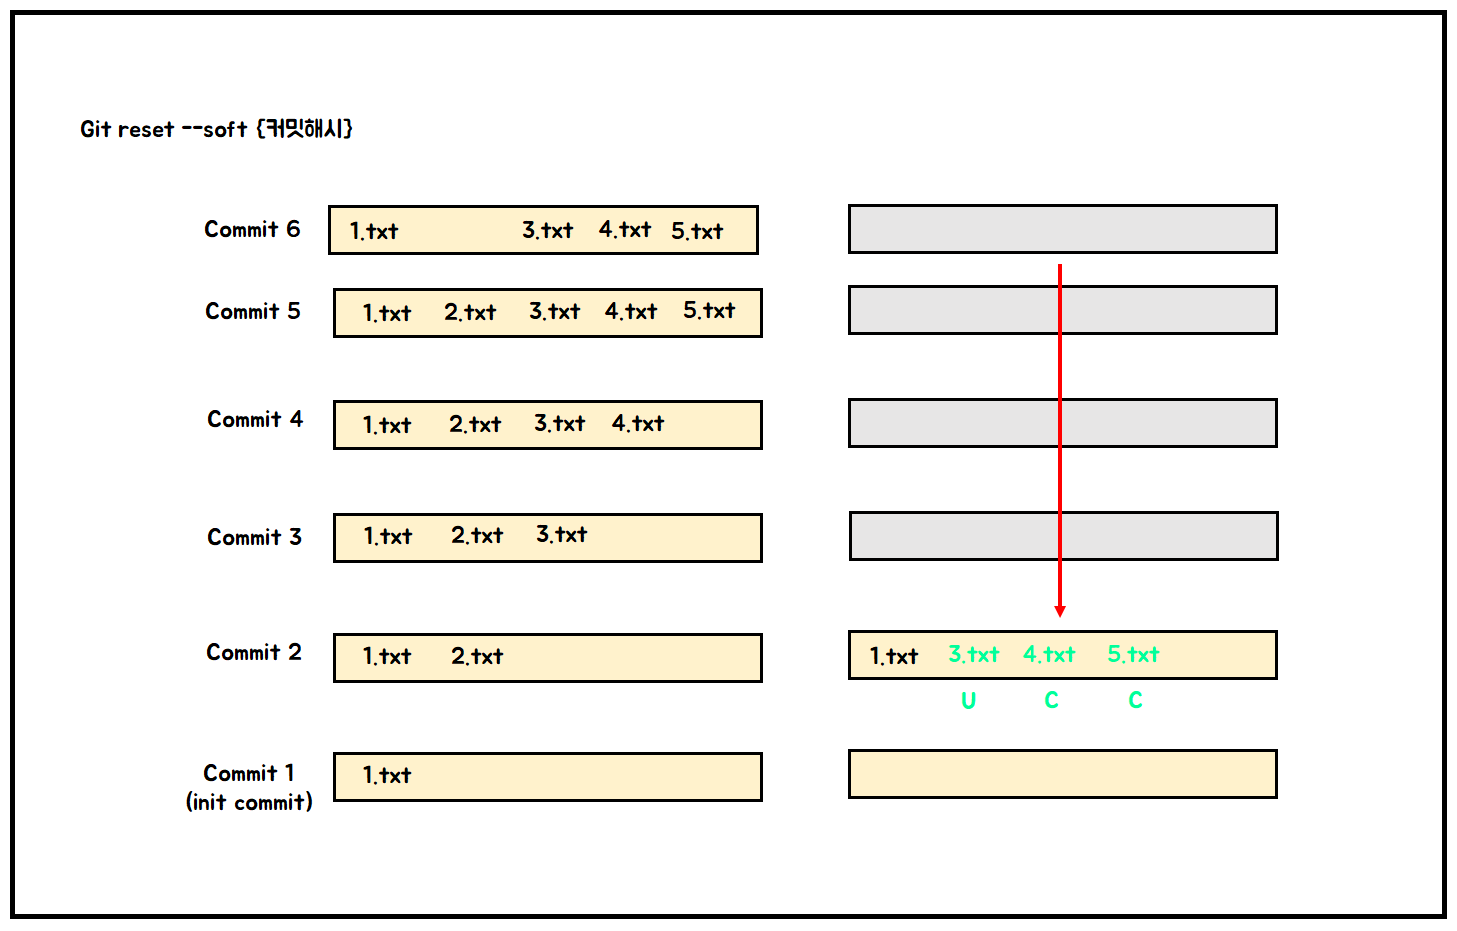 Git reset --soft {커밋해시}
Commit 6 1.txt 3.txt 4.txt 5.txt
Commit 5 1.txt 2.txt 3.txt 4.txt 5.txt
Commit 4 1.txt 2.txt 3.txt 4.txt
Commit 3 1.txt 2.txt 3.txt
Commit 2 1.txt 2.txt 1.txt 3.txt 4.txt 5.txt
U C C
Commit 1 1.txt
(init commit)